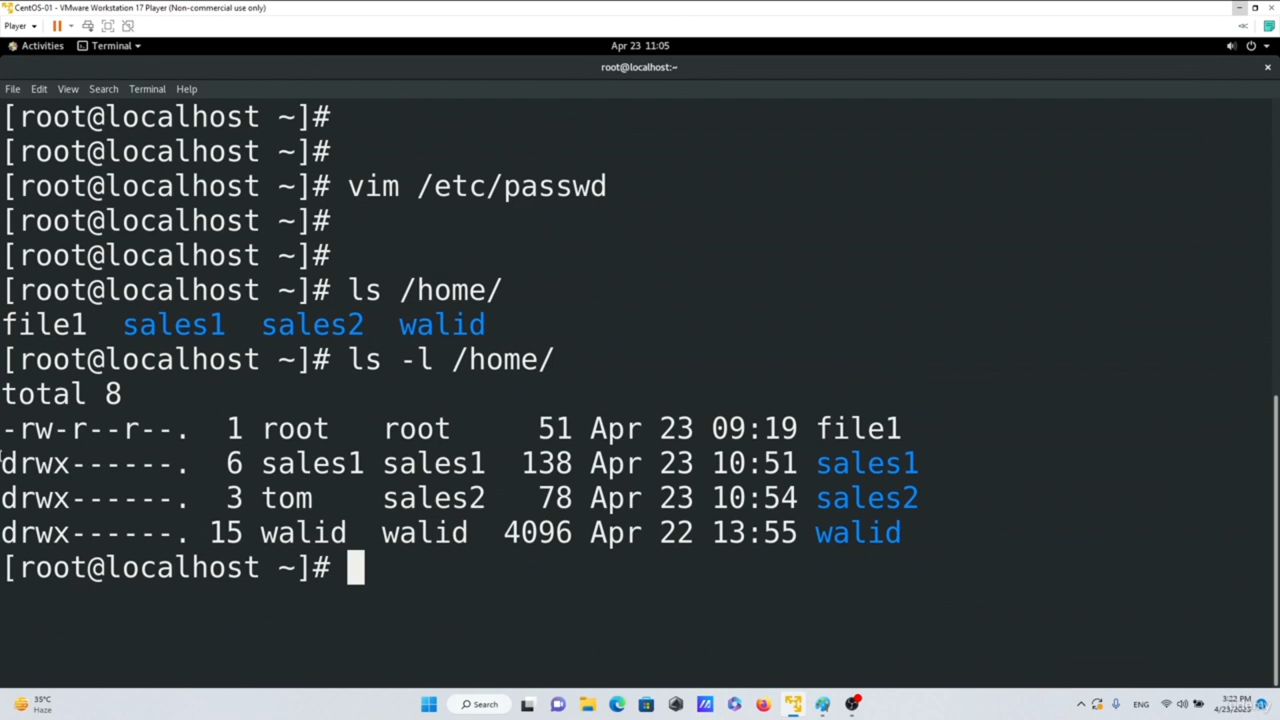 CentOS-01 - VMware Workstation 17 Player (Non-commercial use only)
Player
Activities Terminal Apr 23 11:05
root@localhost:~
File Edit View Search Terminal Help
[root@localhost ~]#
[root@localhost ~]#
[root@localhost ~]# vim /etc/passwd
[root@localhost ~]#
[root@localhost ~]#
[root@localhost ~]# ls /home/
file1 sales1 sales2 walid
[root@localhost ~]# ls -l /home/
total 8
-rw-r--r--. 1 root root 51 Apr 23 09:19 file1
drwx------. 6 sales1 sales1 138 Apr 23 10:51 sales1
drwx------. 3 tom sales2 78 Apr 23 10:54 sales2
drwx------. 15 walid walid 4096 Apr 22 13:55 walid
[root@localhost ~]#
35°C
Haze
Search
ENG
3:22 PM
4/23/2023